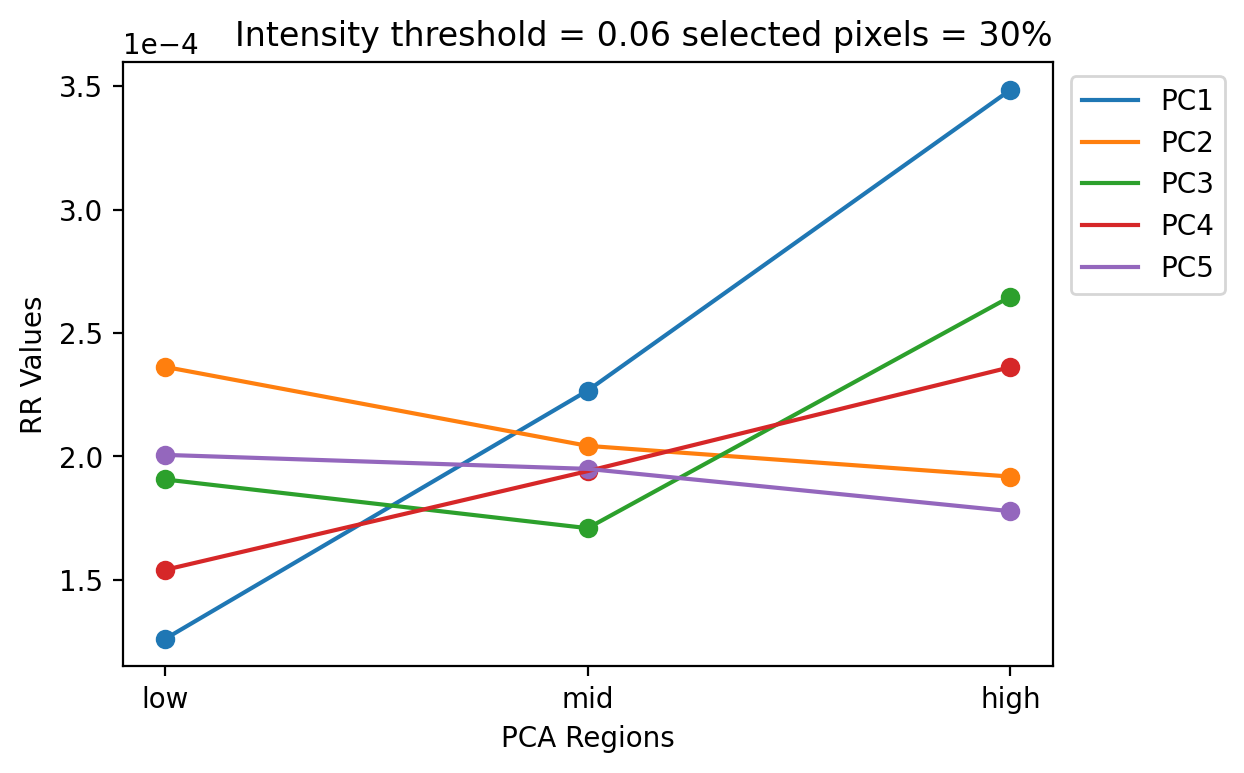 1e−4
Intensity threshold = 0.06 selected pixels = 30%
3.5
3.0
2.5
2.0
1.5
RR Values
low
mid
high
PCA Regions
PC1
PC2
PC3
PC4
PC5